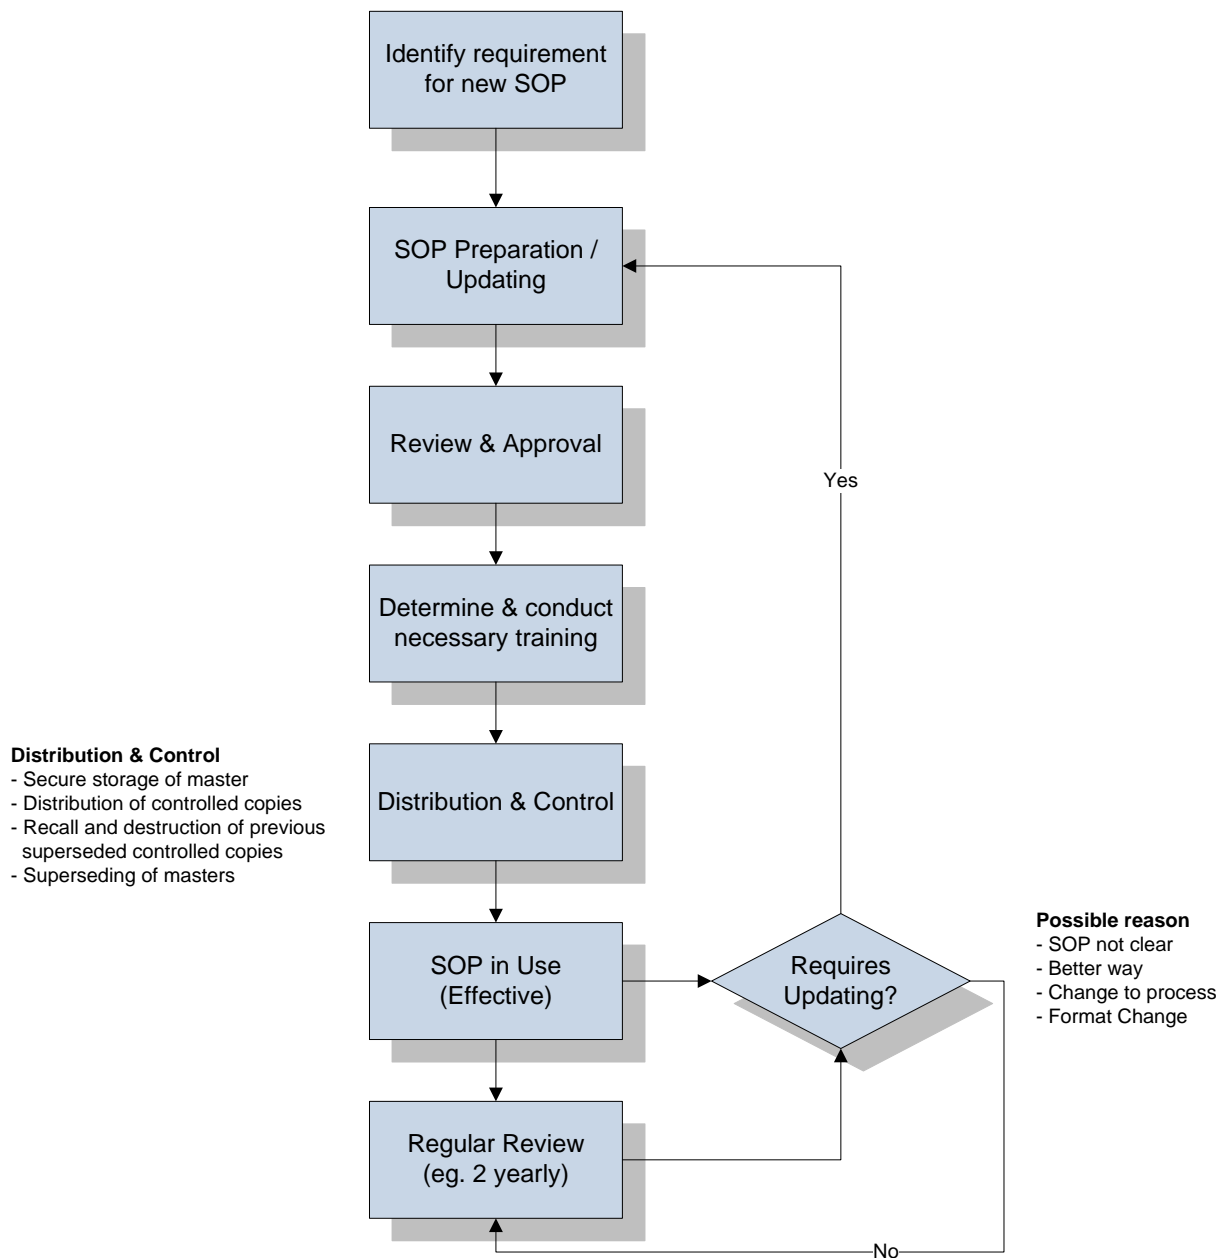 Identify requirement
for new SOP
SOP Preparation /
Updating
Review & Approval
Yes
Determine & conduct
necessary training
Distribution & Control
- Secure storage of master
- Distribution of controlled copies
- Recall and destruction of previous
superseded controlled copies
- Superseding of masters
Distribution & Control
SOP in Use
(Effective)
Requires
Updating?
Possible reason
- SOP not clear
- Better way
- Change to process
- Format Change
Regular Review
(eg. 2 yearly)
No